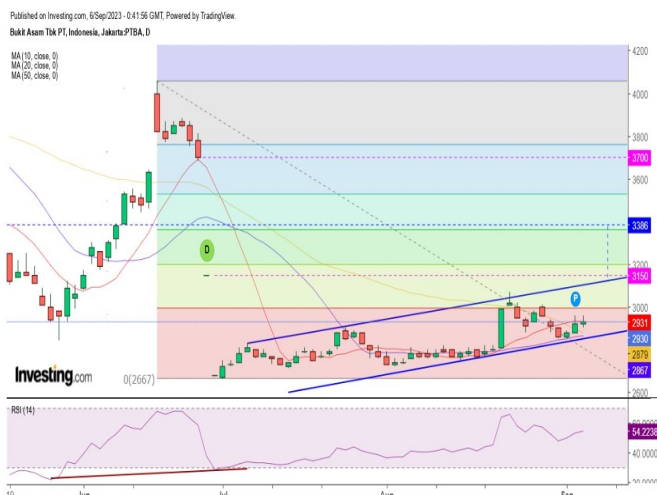 Published on Investing.com, 6/Sep/2023 - 0:41:56 GMT, Powered by TradingView.
Bukit Asam Tbk PT, Indonesia, Jakarta:PTBA, D
MA (10, close, 0)
MA (20, close, 0)
MA (50, close, 0)
4200
4000
3800
3700
3600
3386
D
3200
3150
P
3000
2931
2930
2879
2867
Investing.com
0(2667)
2600
RSI (14)
54.2238
40.0000
20.0000
Jul
Aug
Sep